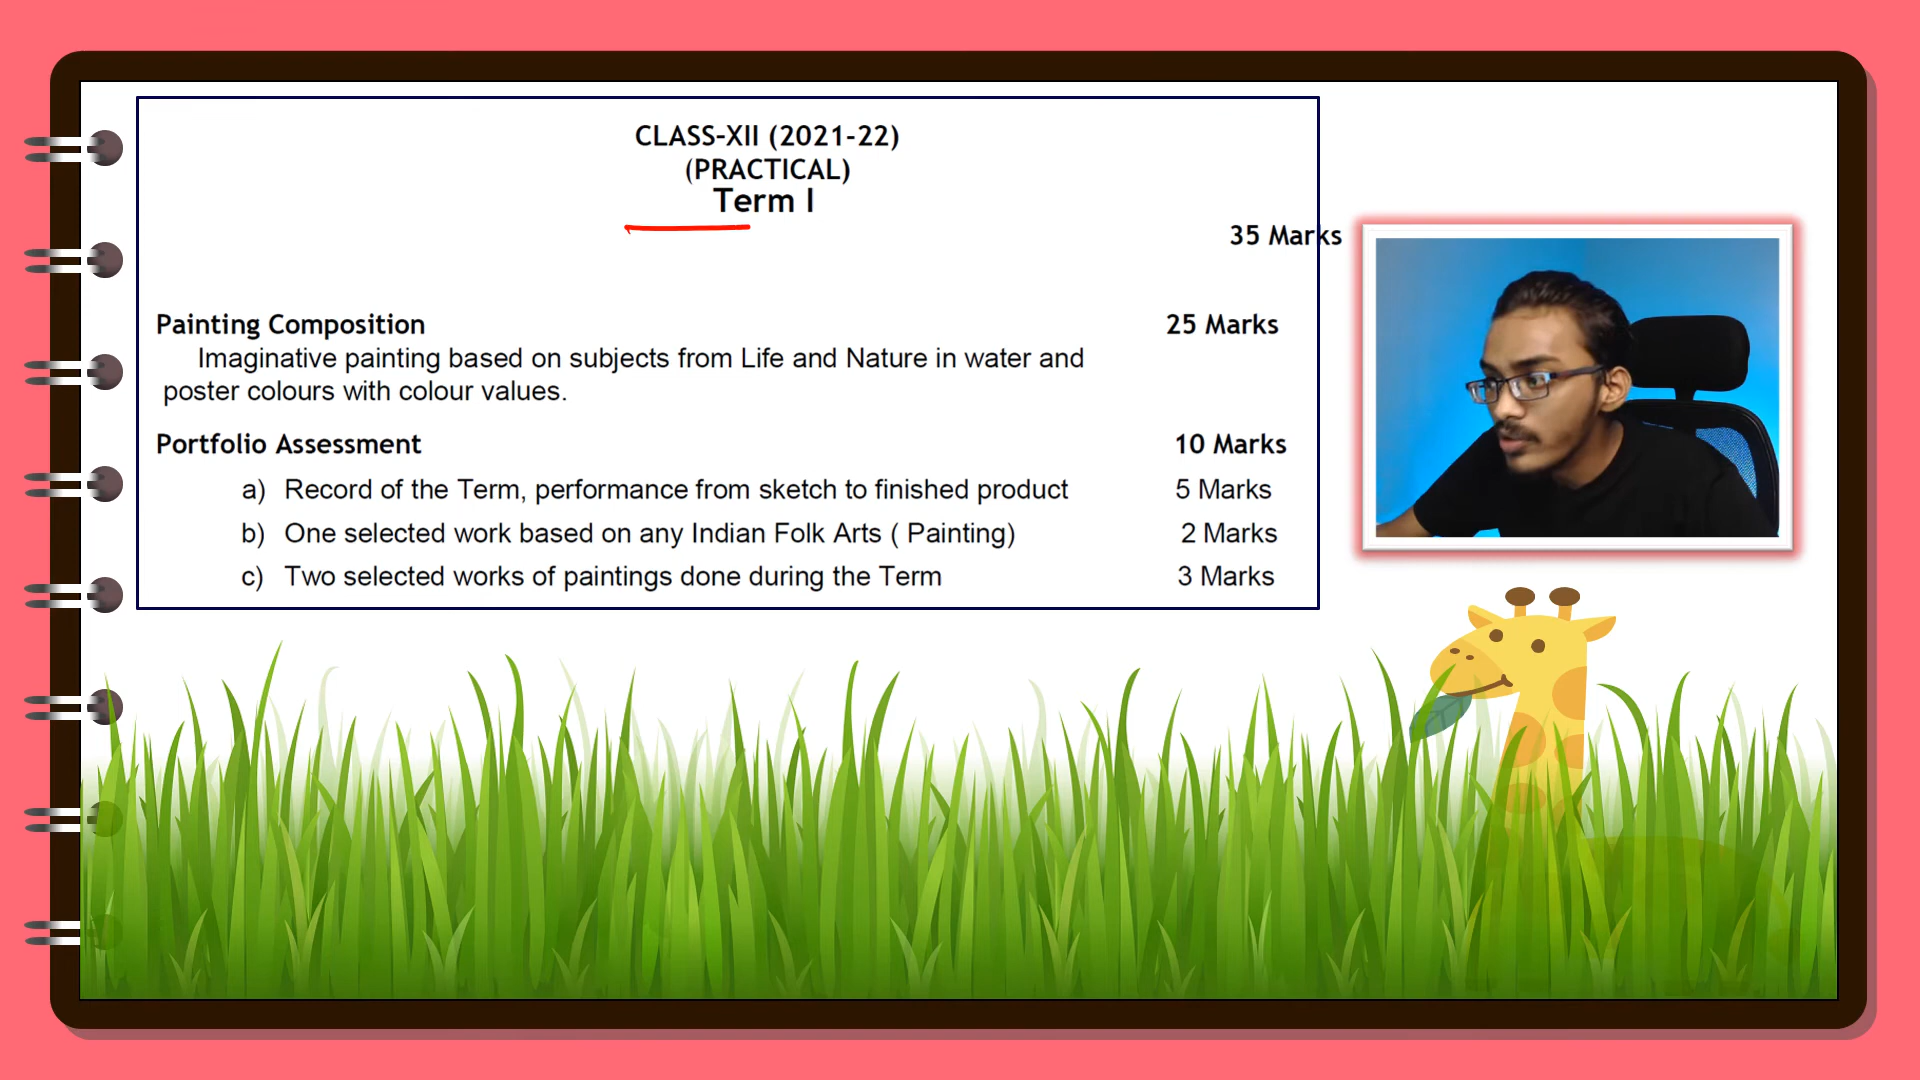 CLASS-XII (2021-22)
(PRACTICAL)
Term I
35 Marks
Painting Composition 25 Marks
Imaginative painting based on subjects from Life and Nature in water and
poster colours with colour values.
Portfolio Assessment 10 Marks
a) Record of the Term, performance from sketch to finished product 5 Marks
b) One selected work based on any Indian Folk Arts ( Painting) 2 Marks
c) Two selected works of paintings done during the Term 3 Marks